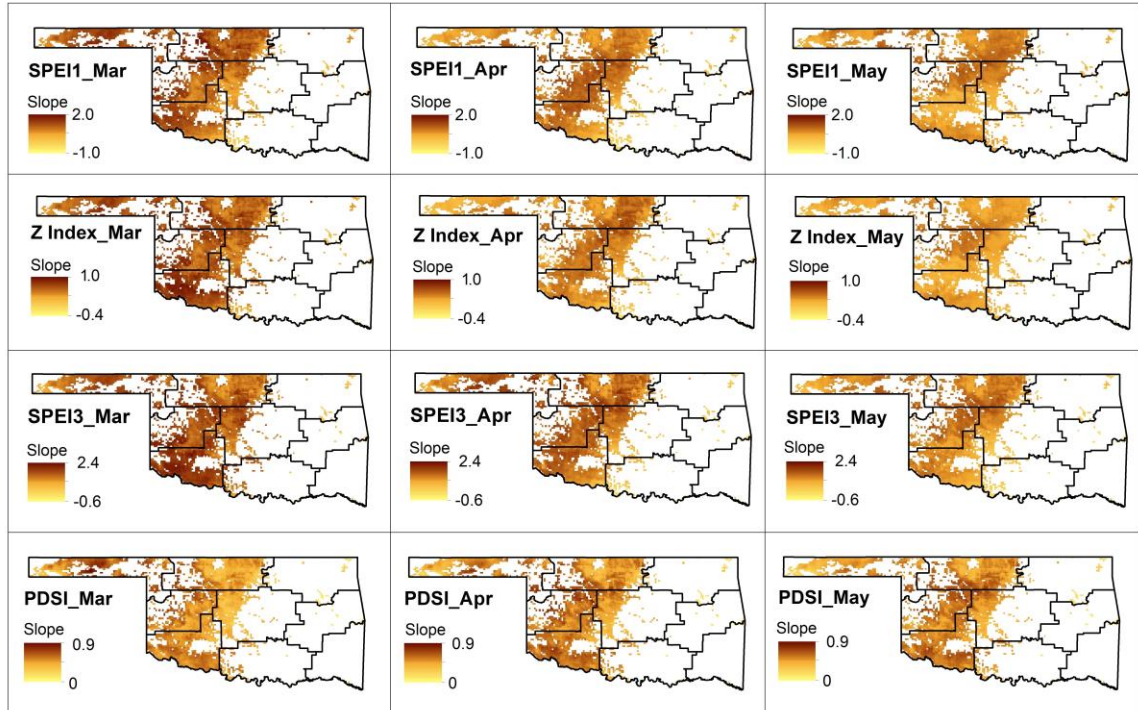 SPEI1_Mar
Slope
2.0
-1.0
SPEI1_Apr
Slope
2.0
-1.0
SPEI1_May
Slope
2.0
-1.0
Z Index_Mar
Slope
1.0
-0.4
Z Index_Apr
Slope
1.0
-0.4
Z Index_May
Slope
1.0
-0.4
SPEI3_Mar
Slope
2.4
-0.6
SPEI3_Apr
Slope
2.4
-0.6
SPEI3_May
Slope
2.4
-0.6
PDSI_Mar
Slope
0.9
0
PDSI_Apr
Slope
0.9
0
PDSI_May
Slope
0.9
0